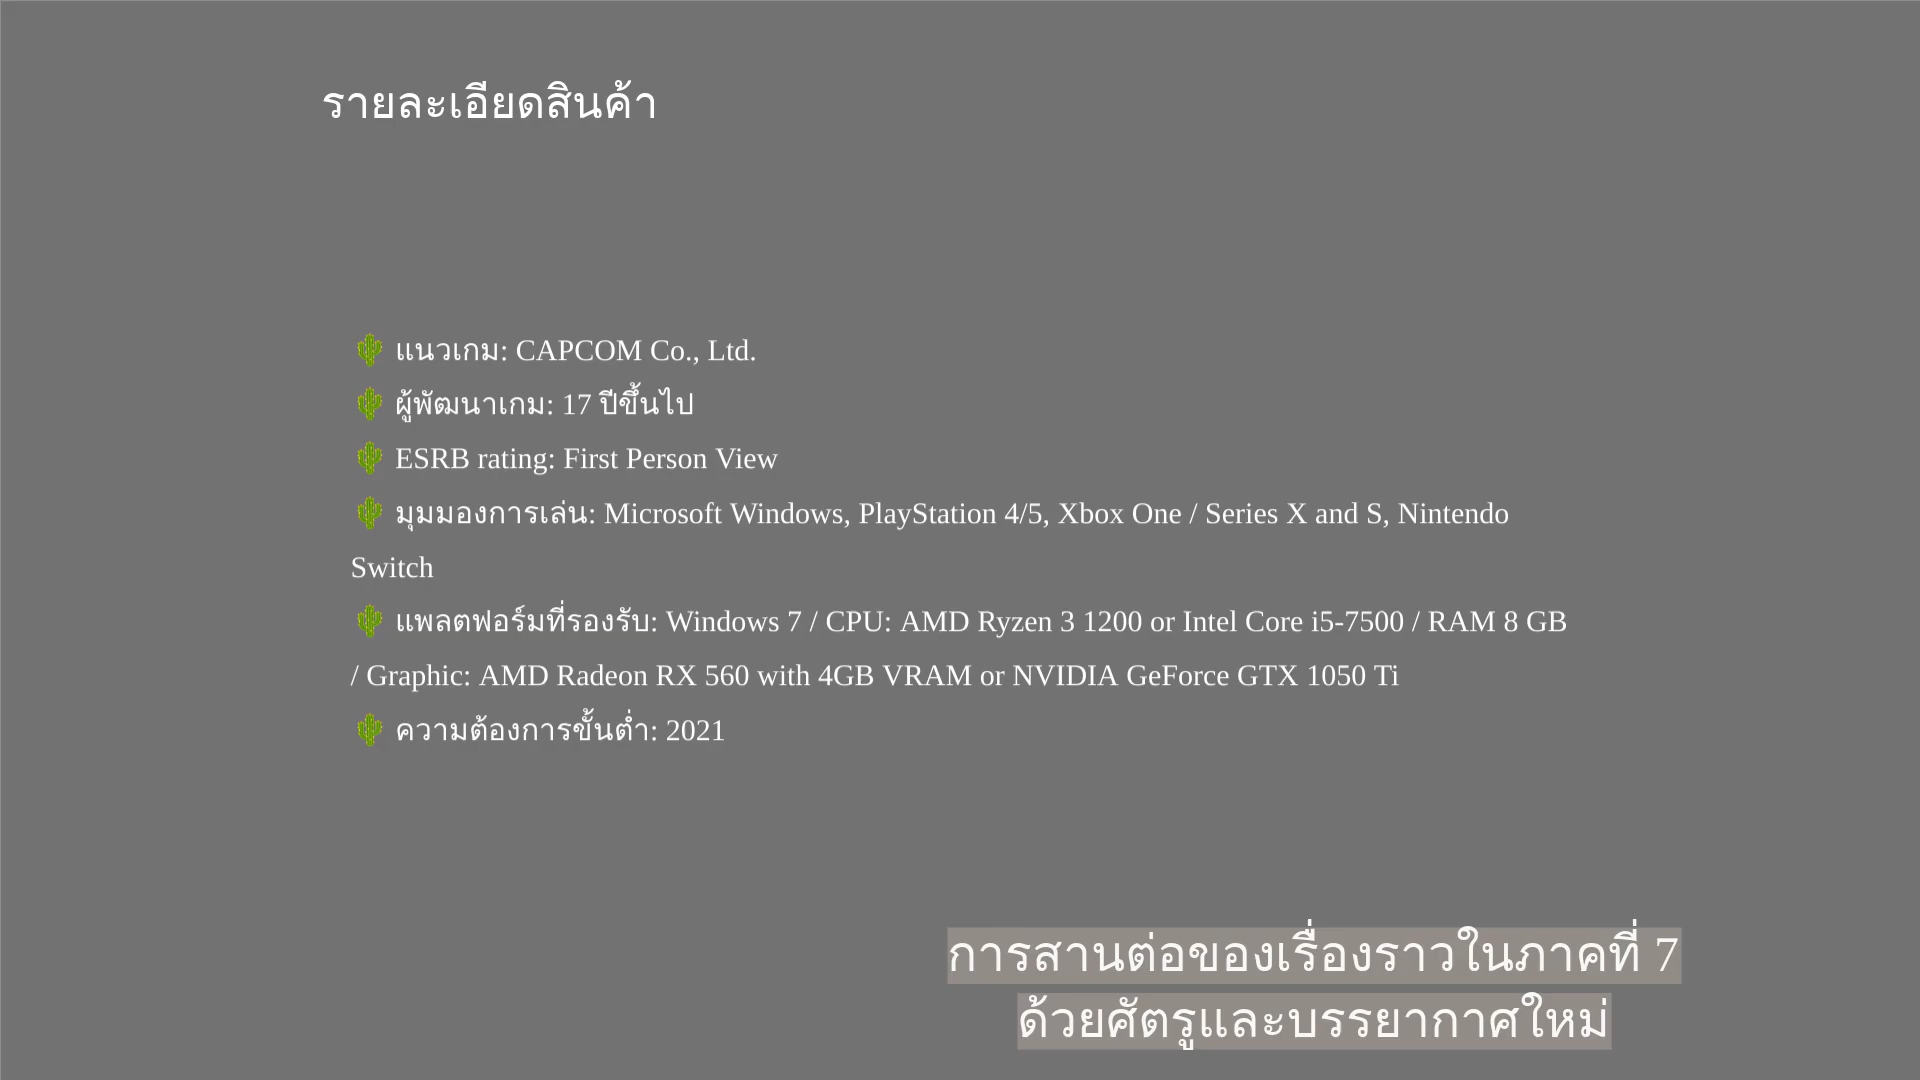 รายละเอียดสินค้า
🌵 แนวเกม: CAPCOM Co., Ltd.
🌵 ผู้พัฒนาเกม: 17 ปีขึ้นไป
🌵 ESRB rating: First Person View
🌵 มุมมองการเล่น: Microsoft Windows, PlayStation 4/5, Xbox One / Series X and S, Nintendo
Switch
🌵 แพลตฟอร์มที่รองรับ: Windows 7 / CPU: AMD Ryzen 3 1200 or Intel Core i5-7500 / RAM 8 GB
/ Graphic: AMD Radeon RX 560 with 4GB VRAM or NVIDIA GeForce GTX 1050 Ti
🌵 ความต้องการขั้นต่ำ: 2021
การสานต่อของเรื่องราวในภาคที่ 7
ด้วยศัตรูและบรรยากาศใหม่